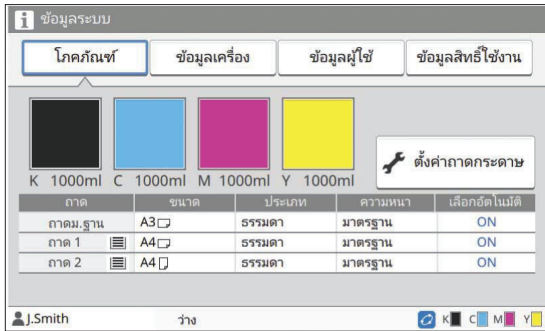 ข้อมูลระบบ
โภคภัณฑ์ ข้อมูลเครื่อง ข้อมูลผู้ใช้ ข้อมูลสิทธิ์ใช้งาน
ตั้งค่าถาดกระดาษ
K 1000ml C 1000ml M 1000ml Y 1000ml
ถาด ขนาด ประเภท ความหนา เลือกอัตโนมัติ
ถาดม.ฐาน A3 ธรรมดา มาตรฐาน ON
ถาด 1 A4 ธรรมดา มาตรฐาน ON
ถาด 2 A4 ธรรมดา มาตรฐาน ON
J.Smith ว่าง K C M Y